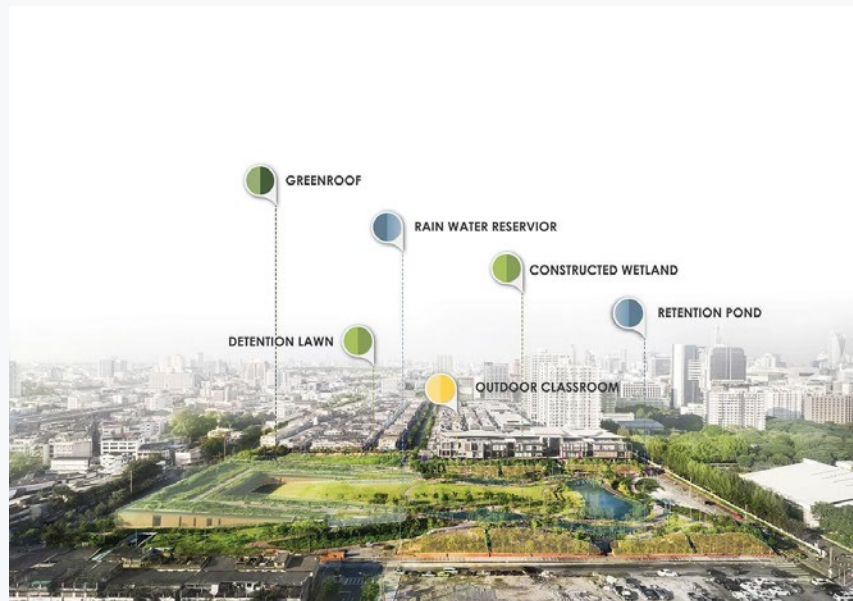 GREENROOF
RAIN WATER RESERVIOR
CONSTRUCTED WETLAND
RETENTION POND
DETENTION LAWN
OUTDOOR CLASSROOM